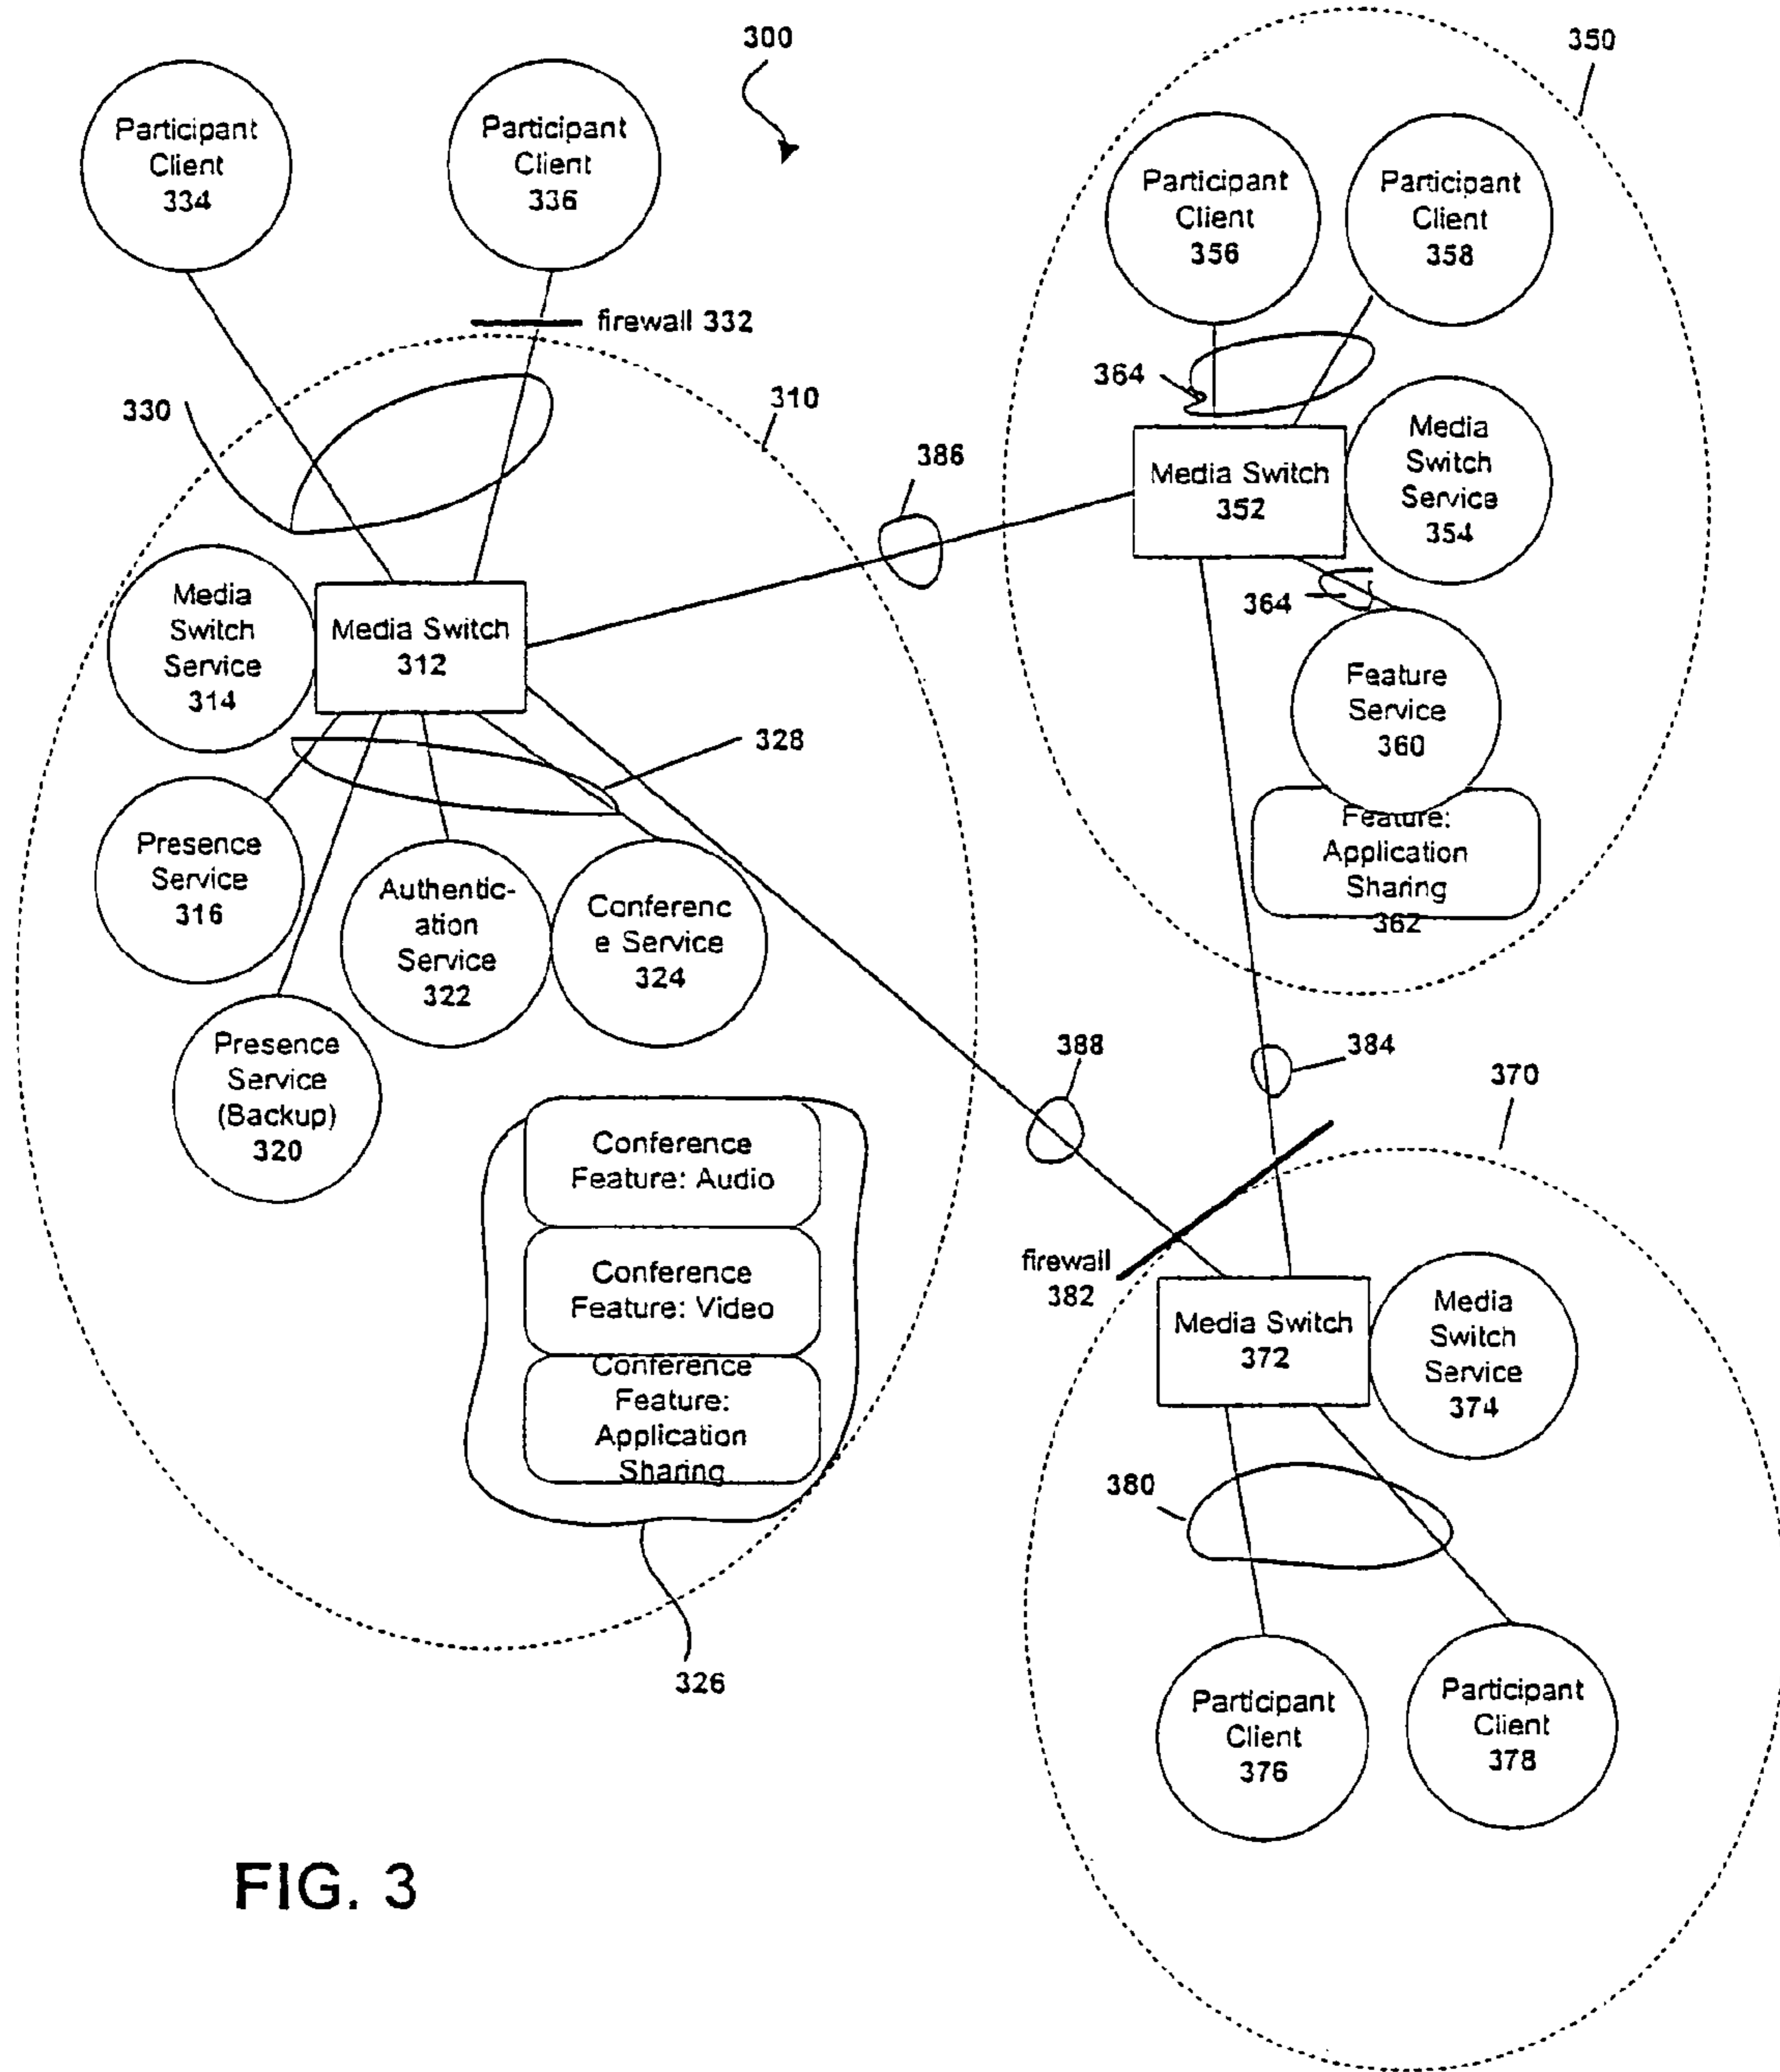 300
350
Participant
Client
334
Participant
Client
336
Participant
Client
356
Participant
Client
358
firewall 332
330
310
364
386
Media Switch
352
Media
Switch
Service
354
Media
Switch
Service
314
Media Switch
312
364
328
Feature
Service
360
Feature:
Application
Sharing
362
Presence
Service
316
Authentic-
ation
Service
322
Conferenc
e Service
324
Presence
Service
(Backup)
320
388
384
370
Conference
Feature: Audio
Conference
Feature: Video
Conference
Feature:
Application
Sharing
326
firewall
382
Media Switch
372
Media
Switch
Service
374
380
Participant
Client
376
Participant
Client
378
FIG. 3